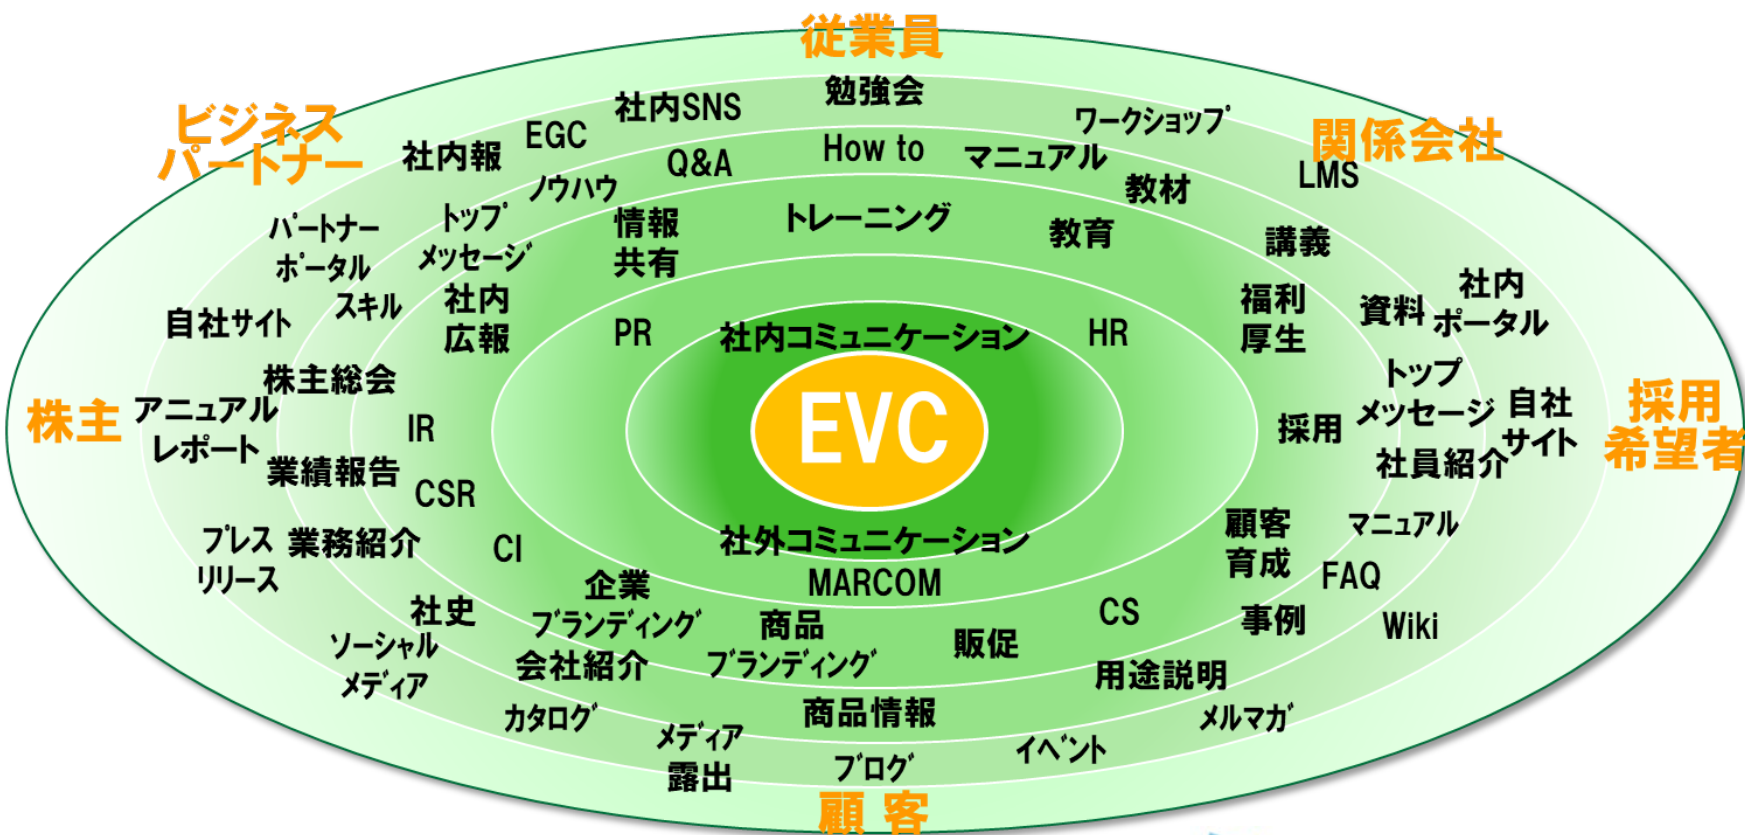 従業員
勉強会
社内SNS
EGC
ワークショップ
ビジネス
パートナー
社内報
関係会社
LMS
How to
Q&A
マニュアル
ノウハウ
教材
トップ
メッセージ
情報
共有
トレーニング
教育
講義
パートナー
ポータル
スキル
自社サイト
社内
広報
PR
社内コミュニケーション
HR
福利
厚生
資料
社内
ポータル
株主総会
アニュアル
レポート
株主
IR
EVC
採用
トップ
メッセージ
社員紹介
自社
サイト
採用
希望者
業績報告
CSR
プレス
リリース
業務紹介
CI
社外コミュニケーション
MARCOM
顧客
育成
マニュアル
FAQ
企業
ブランディング
会社紹介
商品
ブランディング
販促
CS
事例
Wiki
社史
ソーシャル
メディア
用途説明
カタログ
商品情報
メルマガ
メディア
露出
ブログ
イベント
顧 客